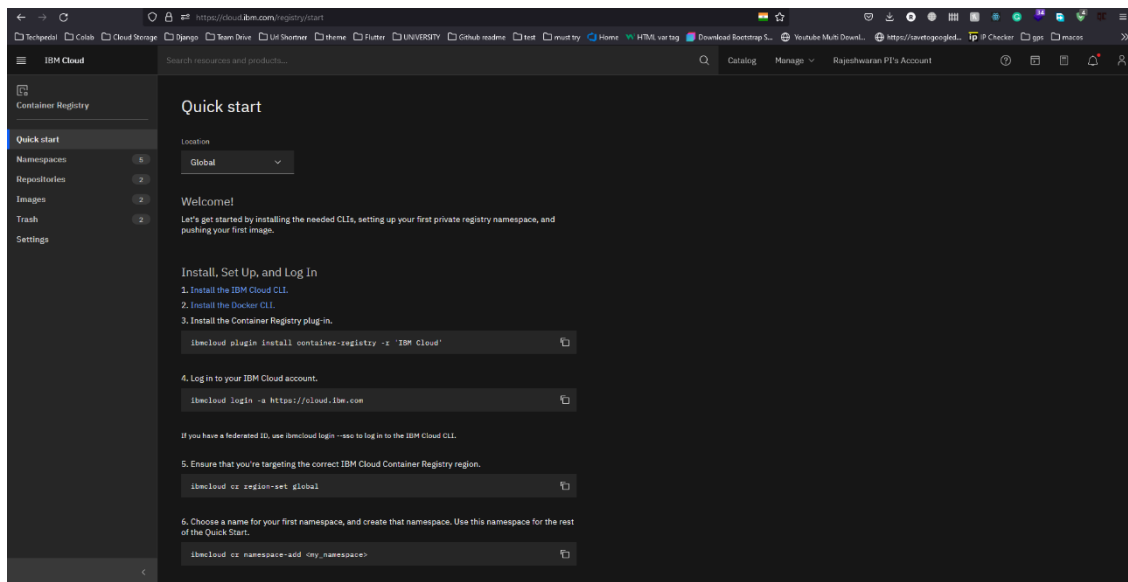 https://cloud.ibm.com/registry/start
Techpedal Colab Cloud Storage Django Team Drive Url Shortner theme Flutter UNIVERSITY Github readme test must try Home HTML var tag Download Bootstrap S... Youtube Multi Downl... https://savetogoogled... IP Checker gps macos
IBM Cloud
Search resources and products...
Catalog Manage Rajeshwaran PI's Account
Container Registry
Quick start
Namespaces 5
Repositories 2
Images 2
Trash 2
Settings
Quick start
Location
Global
Welcome!
Let's get started by installing the needed CLIs, setting up your first private registry namespace, and
pushing your first image.
Install, Set Up, and Log In
1. Install the IBM Cloud CLI.
2. Install the Docker CLI.
3. Install the Container Registry plug-in.
ibmcloud plugin install container-registry -r 'IBM Cloud'
4. Log in to your IBM Cloud account.
ibmcloud login -a https://cloud.ibm.com
If you have a federated ID, use ibmcloud login --sso to log in to the IBM Cloud CLI.
5. Ensure that you're targeting the correct IBM Cloud Container Registry region.
ibmcloud cr region-set global
6. Choose a name for your first namespace, and create that namespace. Use this namespace for the rest
of the Quick Start.
ibmcloud cr namespace-add <my_namespace>